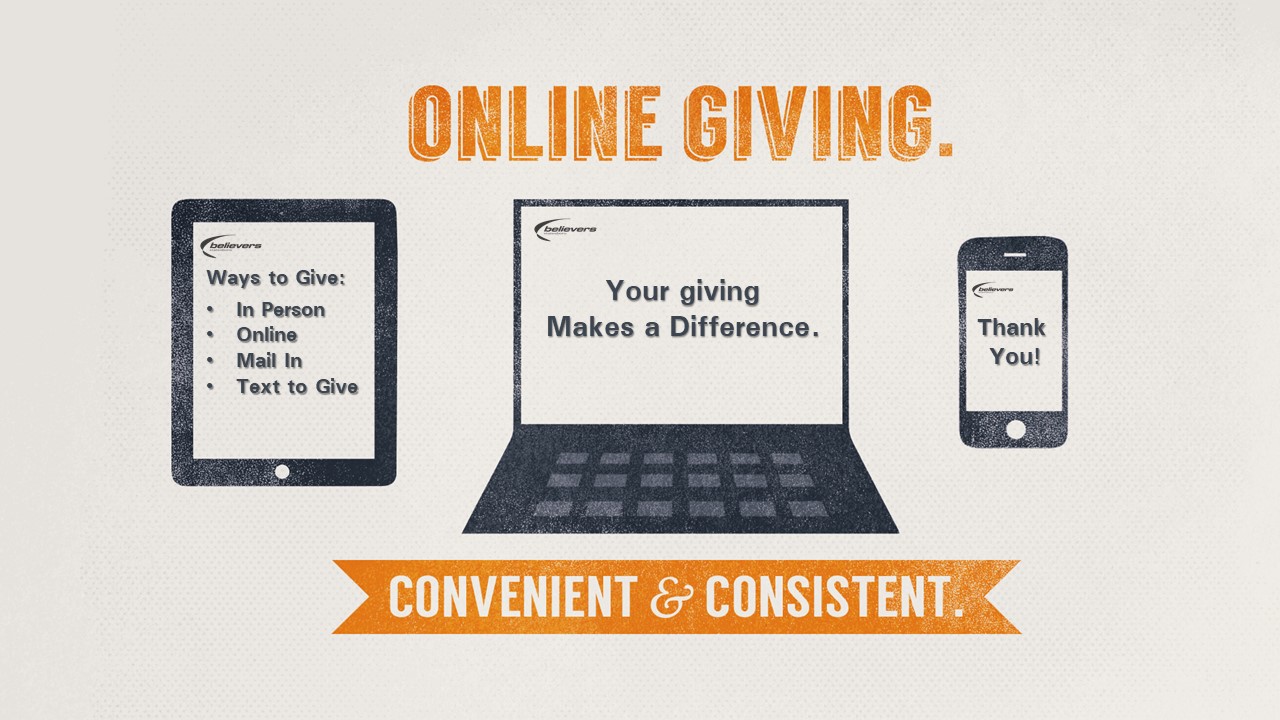 ONLINE GIVING.
believers
Ways to Give:
• In Person
• Online
• Mail In
• Text to Give
believers
Your giving
Makes a Difference.
believers
Thank
You!
CONVENIENT & CONSISTENT.